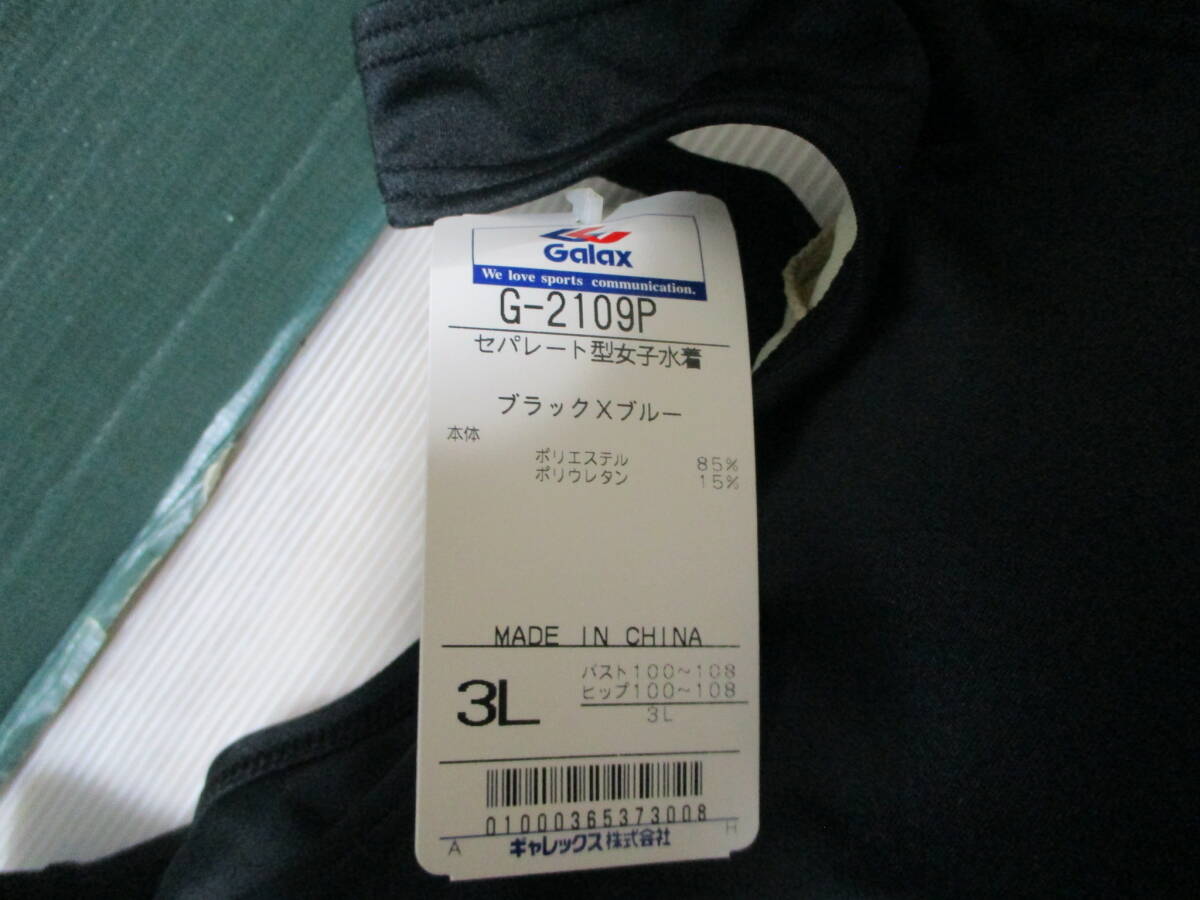 Galax
We love sports communication.
G-2109P
セパレート型女子水着
ブラックXブルー
本体
ポリエステル 85%
ポリウレタン 15%
MADE IN CHINA
3L
バスト100~108
ヒップ100~108
3L
01000365373008
A ギャレックス株式会社 H